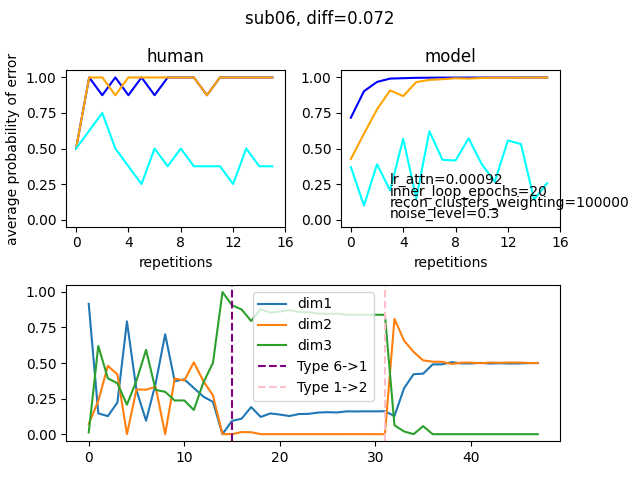 sub06, diff=0.072
human
model
average probability of error
1.00
0.75
0.50
0.25
0.00
0
4
8
12
16
repetitions
1.00
0.75
0.50
0.25
0.00
lr_attn=0.00092
inner_loop_epochs=20
recon_clusters_weighting=100000
noise_level=0.3
0
4
8
12
16
repetitions
1.00
0.75
0.50
0.25
0.00
dim1
dim2
dim3
Type 6->1
Type 1->2
0
10
20
30
40